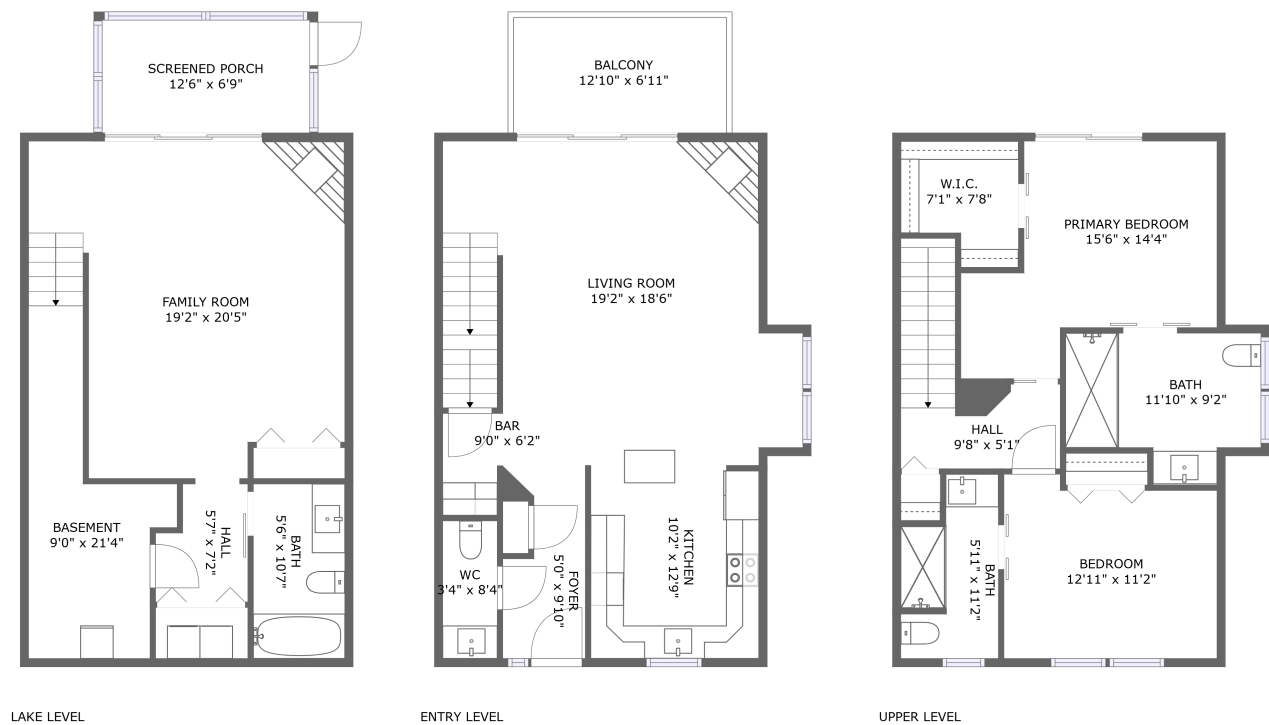 SCREENED PORCH
12'6" x 6'9"
FAMILY ROOM
19'2" x 20'5"
BASEMENT
9'0" x 21'4"
HALL
5'7" x 7'2"
BATH
5'6" x 10'7"
LAKE LEVEL
BALCONY
12'10" x 6'11"
LIVING ROOM
19'2" x 18'6"
BAR
9'0" x 6'2"
WC
3'4" x 8'4"
FOYER
5'0" x 9'10"
KITCHEN
10'2" x 12'9"
ENTRY LEVEL
W.I.C.
7'1" x 7'8"
PRIMARY BEDROOM
15'6" x 14'4"
BATH
11'10" x 9'2"
HALL
9'8" x 5'1"
BATH
5'11" x 11'2"
BEDROOM
12'11" x 11'2"
UPPER LEVEL